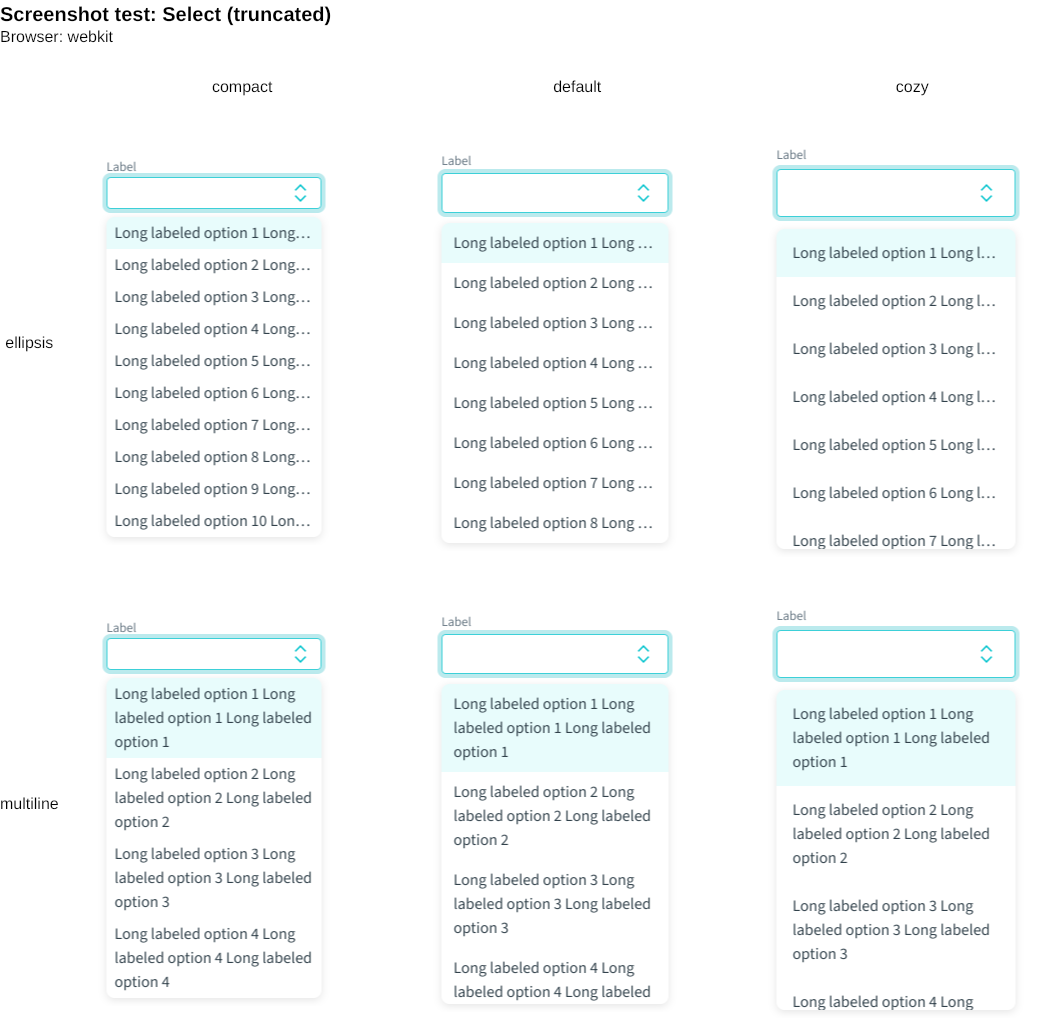 Screenshot test: Select (truncated)
Browser: webkit
compact
default
cozy
ellipsis
Label
Long labeled option 1 Long…
Long labeled option 2 Long…
Long labeled option 3 Long…
Long labeled option 4 Long…
Long labeled option 5 Long…
Long labeled option 6 Long…
Long labeled option 7 Long…
Long labeled option 8 Long…
Long labeled option 9 Long…
Long labeled option 10 Lon…
Label
Long labeled option 1 Long …
Long labeled option 2 Long …
Long labeled option 3 Long …
Long labeled option 4 Long …
Long labeled option 5 Long …
Long labeled option 6 Long …
Long labeled option 7 Long …
Long labeled option 8 Long …
Label
Long labeled option 1 Long l…
Long labeled option 2 Long l…
Long labeled option 3 Long l…
Long labeled option 4 Long l…
Long labeled option 5 Long l…
Long labeled option 6 Long l…
Long labeled option 7 Long l…
multiline
Label
Long labeled option 1 Long
labeled option 1 Long labeled
option 1
Long labeled option 2 Long
labeled option 2 Long labeled
option 2
Long labeled option 3 Long
labeled option 3 Long labeled
option 3
Long labeled option 4 Long
labeled option 4 Long labeled
option 4
Label
Long labeled option 1 Long
labeled option 1 Long labeled
option 1
Long labeled option 2 Long
labeled option 2 Long labeled
option 2
Long labeled option 3 Long
labeled option 3 Long labeled
option 3
Long labeled option 4 Long
labeled option 4 Long labeled
Label
Long labeled option 1 Long
labeled option 1 Long labeled
option 1
Long labeled option 2 Long
labeled option 2 Long labeled
option 2
Long labeled option 3 Long
labeled option 3 Long labeled
option 3
Long labeled option 4 Long